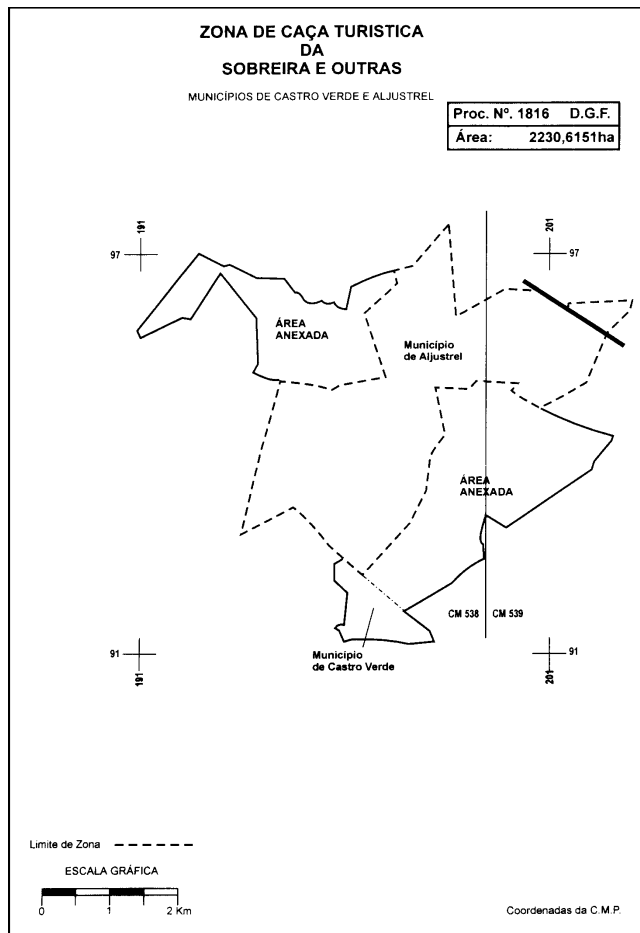 ZONA DE CAÇA TURISTICA
DA
SOBREIRA E OUTRAS
MUNICÍPIOS DE CASTRO VERDE E ALJUSTREL
Proc. Nº. 1816 D.G.F.
Área: 2230,6151ha
191
97
201
97
ÁREA
ANEXADA
Município
de Aljustrel
ÁREA
ANEXADA
CM 538
CM 539
Município
de Castro Verde
91
191
91
201
Limite de Zona
ESCALA GRÁFICA
0 1 2 Km
Coordenadas da C.M.P.